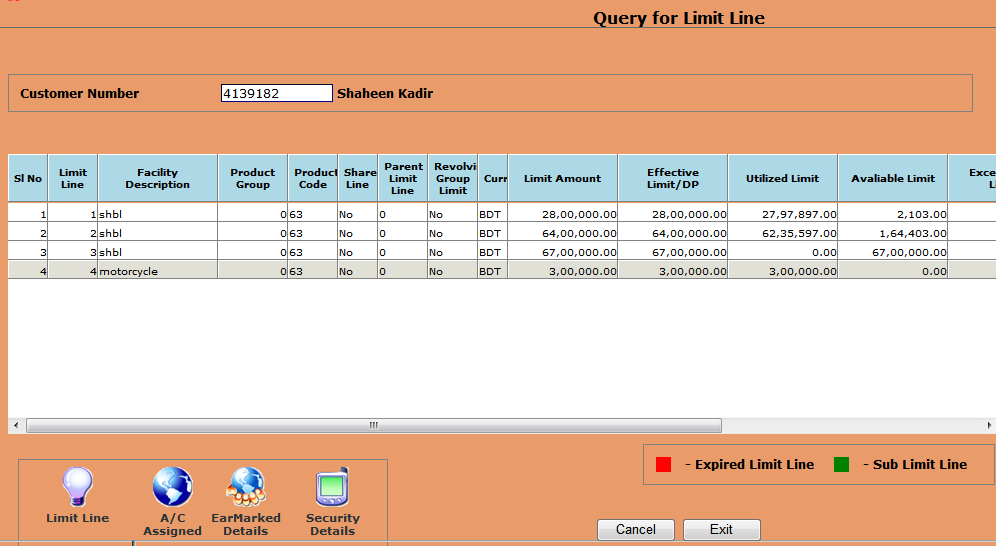 Query for Limit Line
Customer Number 4139182 Shaheen Kadir
Sl No Limit Line Facility Description Product Group Product Code Share Line Parent Limit Line Revolvi Group Limit Curr Limit Amount Effective Limit/DP Utilized Limit Avaliable Limit Exce L
1 1 shbl 0 63 No 0 No BDT 28,00,000.00 28,00,000.00 27,97,897.00 2,103.00
2 2 shbl 0 63 No 0 No BDT 64,00,000.00 64,00,000.00 62,35,597.00 1,64,403.00
3 3 shbl 0 63 No 0 No BDT 67,00,000.00 67,00,000.00 0.00 67,00,000.00
4 4 motorcycle 0 63 No 0 No BDT 3,00,000.00 3,00,000.00 3,00,000.00 0.00
- Expired Limit Line - Sub Limit Line
Limit Line A/C Assigned EarMarked Details Security Details
Cancel Exit